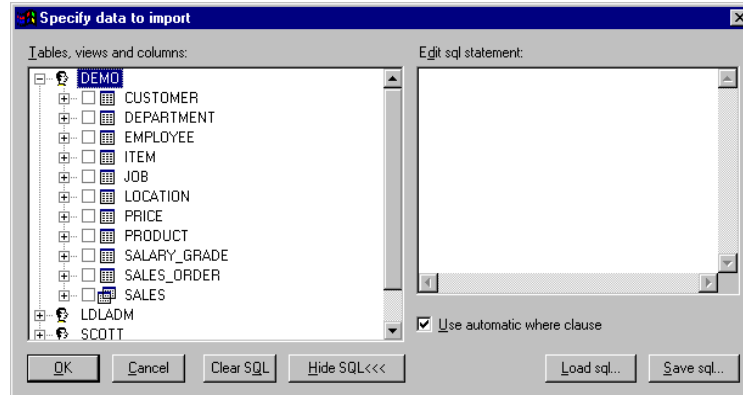 Specify data to import
Tables, views and columns:
DEMO
CUSTOMER
DEPARTMENT
EMPLOYEE
ITEM
JOB
LOCATION
PRICE
PRODUCT
SALARY_GRADE
SALES_ORDER
SALES
LDLADM
SCOTT
Edit sql statement:
Use automatic where clause
OK Cancel Clear SQL Hide SQL<<< Load sql... Save sql...